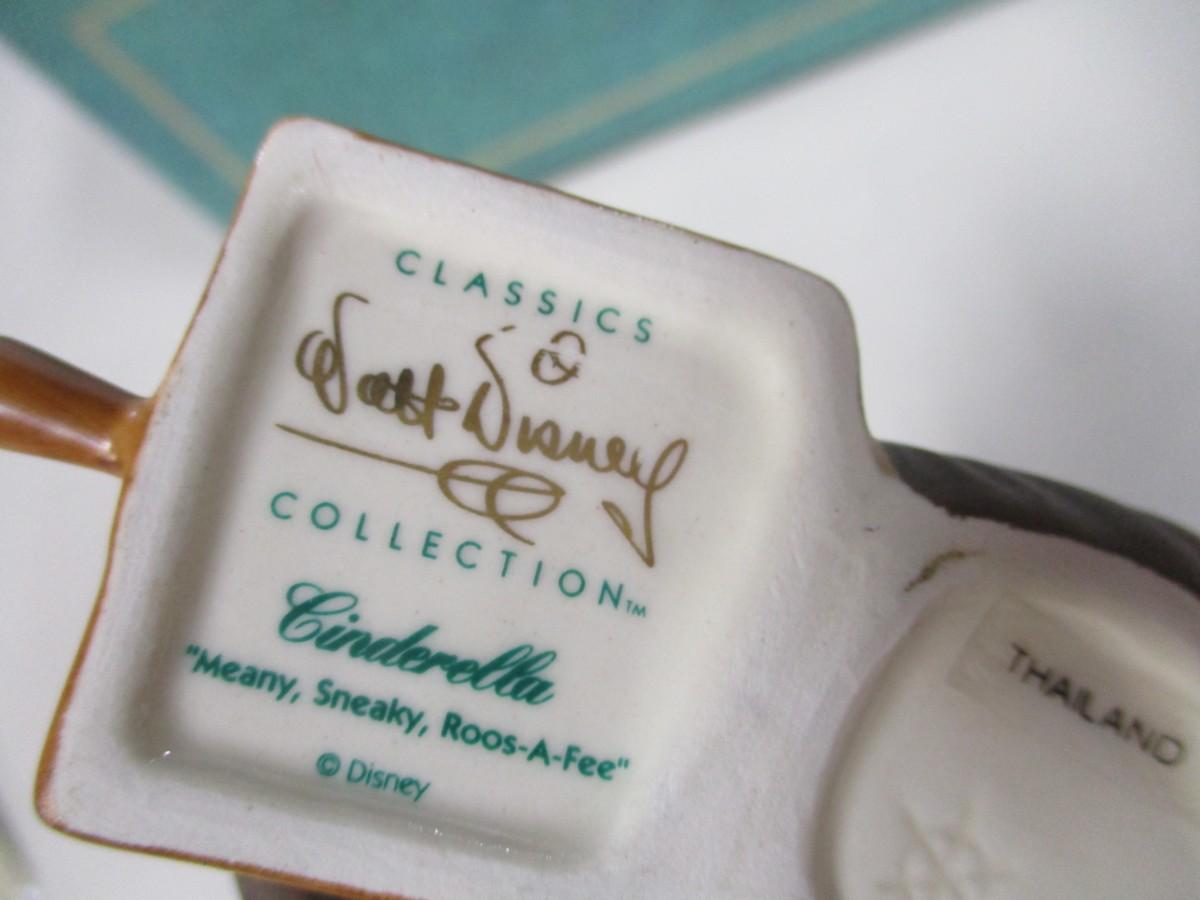 CLASSICS
Walt Disney
COLLECTION™
Cinderella
"Meany, Sneaky, Roos-A-Fee"
© Disney
THAILAND